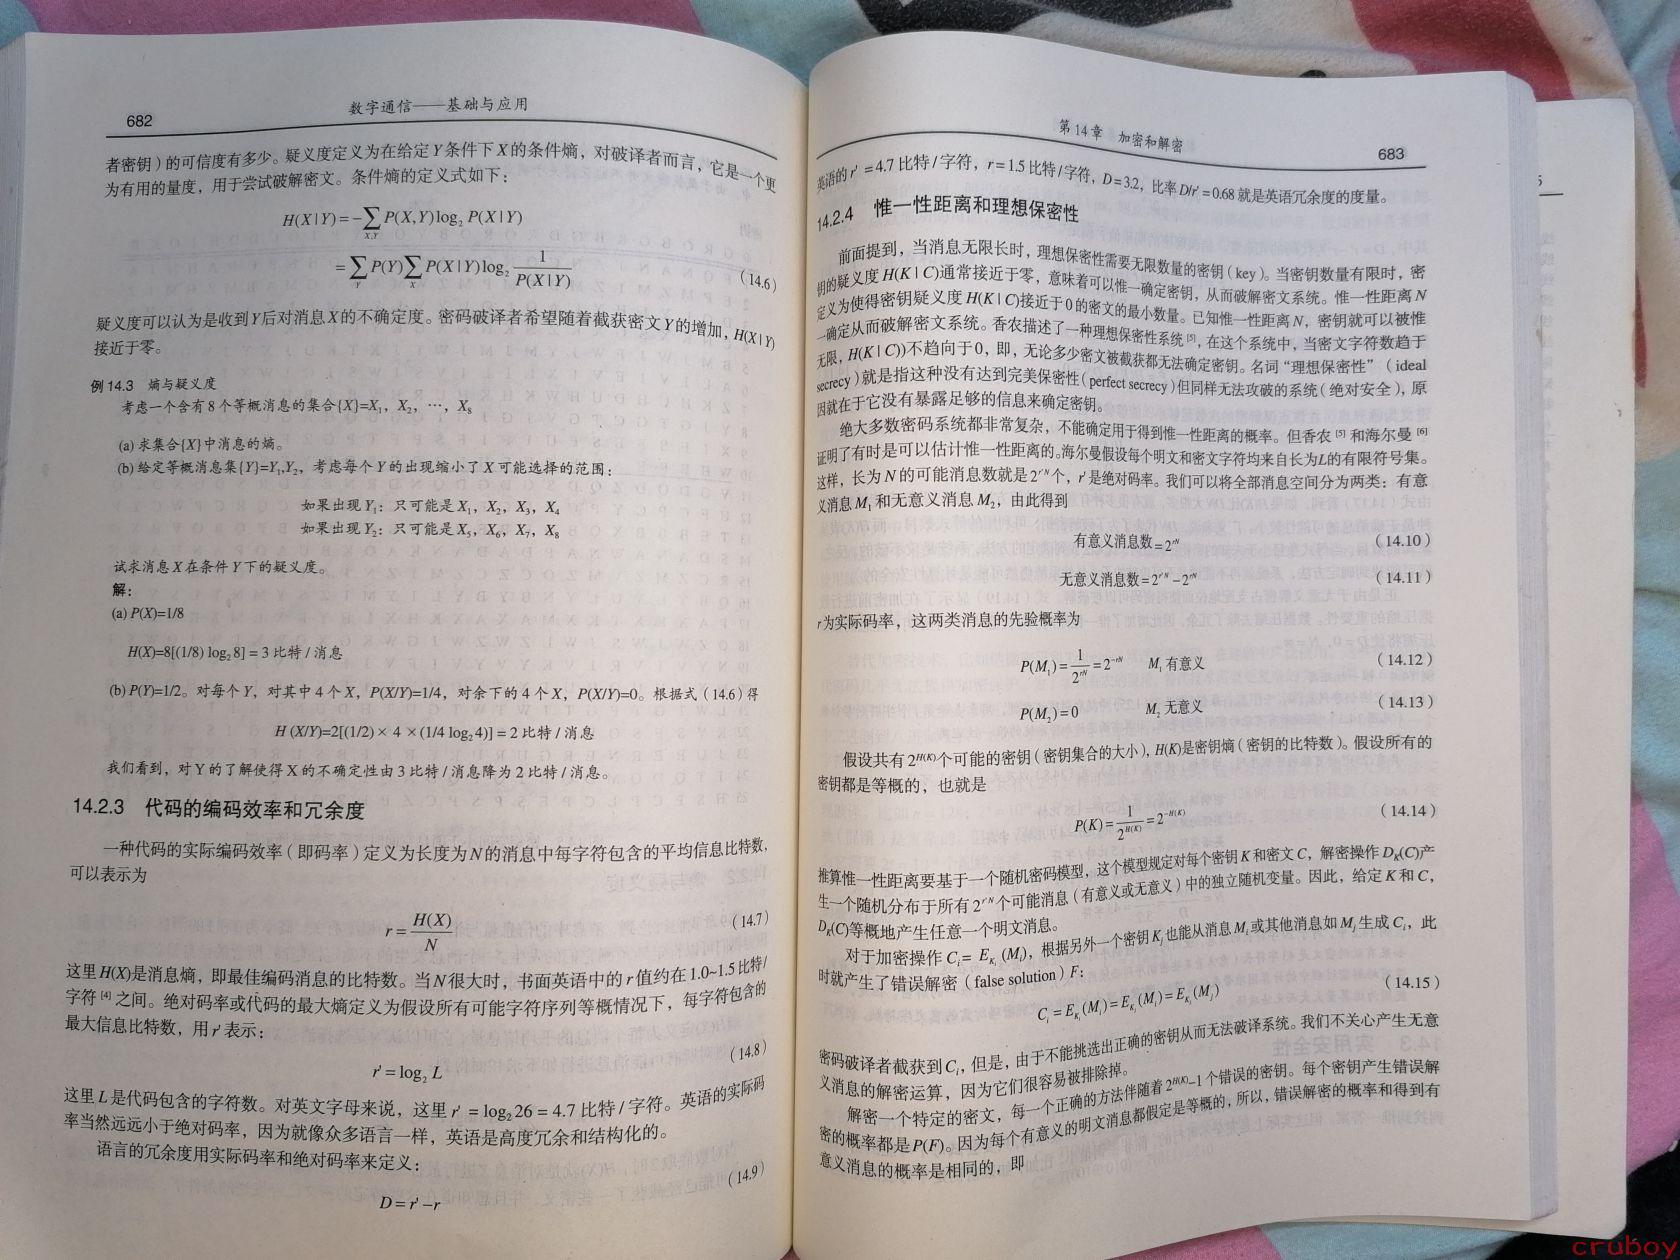 682
数字通信——基础与应用
者密钥）的可信度有多少。疑义度定义为在给定Y条件下X的条件熵，对破译者而言，它是一个更
为有用的量度，用于尝试破解密文。条件熵的定义式如下：
H(X|Y)=−∑_{X,Y}P(X,Y)log₂ P(X|Y)
=∑_Y P(Y)∑_X P(X|Y)log₂ 1/P(X|Y) (14.6)
疑义度可以认为是收到Y后对消息X的不确定度。密码破译者希望随着截获密文Y的增加，H(X|Y)
接近于零。
例14.3 熵与疑义度
考虑一个含有8个等概消息的集合{X}=X₁，X₂，…，X₈
(a) 求集合{X}中消息的熵。
(b) 给定等概消息集{Y}=Y₁,Y₂，考虑每个Y的出现缩小了X可能选择的范围：
如果出现Y₁：只可能是X₁，X₂，X₃，X₄
如果出现Y₂：只可能是X₅，X₆，X₇，X₈
试求消息X在条件Y下的疑义度。
解：
(a) P(X)=1/8
H(X)=8[(1/8) log₂ 8] = 3 比特/消息
(b) P(Y)=1/2。对每个Y，对其中4个X，P(X/Y)=1/4，对余下的4个X，P(X/Y)=0。根据式（14.6）得
H (X/Y)=2[(1/2)× 4 ×(1/4 log₂ 4)] = 2 比特/消息
我们看到，对Y的了解使得X的不确定性由3比特/消息降为2比特/消息。
14.2.3 代码的编码效率和冗余度
一种代码的实际编码效率（即码率）定义为长度为N的消息中每字符包含的平均信息比特数，
可以表示为
r = H(X)/N (14.7)
这里H(X)是消息熵，即最佳编码消息的比特数。当N很大时，书面英语中的r值约在1.0~1.5比特/
字符[4]之间。绝对码率或代码的最大熵定义为假设所有可能字符序列等概情况下，每字符包含的
最大信息比特数，用r'表示：
r' = log₂ L (14.8)
这里L是代码包含的字符数。对英文字母来说，这里r' = log₂ 26 = 4.7 比特/字符。英语的实际码
率当然远远小于绝对码率，因为就像众多语言一样，英语是高度冗余和结构化的。
语言的冗余度用实际码率和绝对码率来定义：
D = r' − r (14.9)
第14章 加密和解密
683
英语的r' = 4.7 比特/字符，r = 1.5 比特/字符，D = 3.2，比率D/r' = 0.68 就是英语冗余度的度量。
14.2.4 惟一性距离和理想保密性
前面提到，当消息无限长时，理想保密性需要无限数量的密钥（key）。当密钥数量有限时，密
钥的疑义度H(K|C)通常接近于零，意味着可以惟一确定密钥，从而破解密文系统。惟一性距离N
定义为使得密钥疑义度H(K|C)接近于0的密文的最小数量。已知惟一性距离N，密钥就可以被惟
一确定从而破解密文系统。香农描述了一种理想保密性系统[5]，在这个系统中，当密文字符数趋于
无限，H(K|C))不趋向于0，即，无论多少密文被截获都无法确定密钥。名词“理想保密性”（ideal
secrecy）就是指这种没有达到完美保密性（perfect secrecy）但同样无法攻破的系统（绝对安全），原
因就在于它没有暴露足够的信息来确定密钥。
绝大多数密码系统都非常复杂，不能确定用于得到惟一性距离的概率。但香农[5]和海尔曼[6]
证明了有时是可以估计惟一性距离的。海尔曼假设每个明文和密文字符均来自长为L的有限符号集。
这样，长为N的可能消息数就是2^{r'N}个，r'是绝对码率。我们可以将全部消息空间分为两类：有意
义消息M₁和无意义消息M₂，由此得到
有意义消息数 = 2^{rN} (14.10)
无意义消息数 = 2^{r'N} − 2^{rN} (14.11)
r为实际码率，这两类消息的先验概率为
P(M₁) = 1/2^{rN} = 2^{−rN} M₁有意义 (14.12)
P(M₂) = 0 M₂无意义 (14.13)
假设共有2^{H(K)}个可能的密钥（密钥集合的大小），H(K)是密钥熵（密钥的比特数）。假设所有的
密钥都是等概的，也就是
P(K) = 1/2^{H(K)} = 2^{−H(K)} (14.14)
推算惟一性距离要基于一个随机密码模型，这个模型规定对每个密钥K和密文C，解密操作D_K(C)产
生一个随机分布于所有2^{r'N}个可能消息（有意义或无意义）中的独立随机变量。因此，给定K和C，
D_K(C)等概地产生任意一个明文消息。
对于加密操作C_i = E_{K_i}(M_i)，根据另外一个密钥K_j也能从消息M_i或其他消息如M_j生成C_i，此
时就产生了错误解密（false solution）F：
C_i = E_{K_i}(M_i) = E_{K_j}(M_i) = E_{K_j}(M_j) (14.15)
密码破译者截获到C_i，但是，由于不能挑选出正确的密钥从而无法破译系统。我们不关心产生无意
义消息的解密运算，因为它们很容易被排除掉。
解密一个特定的密文，每一个正确的方法伴随着2^{H(K)}−1个错误的密钥。每个密钥产生错误解
密的概率都是P(F)。因为每个有意义的明文消息都假定是等概的，所以，错误解密的概率和得到有
意义消息的概率是相同的，即
cruboy